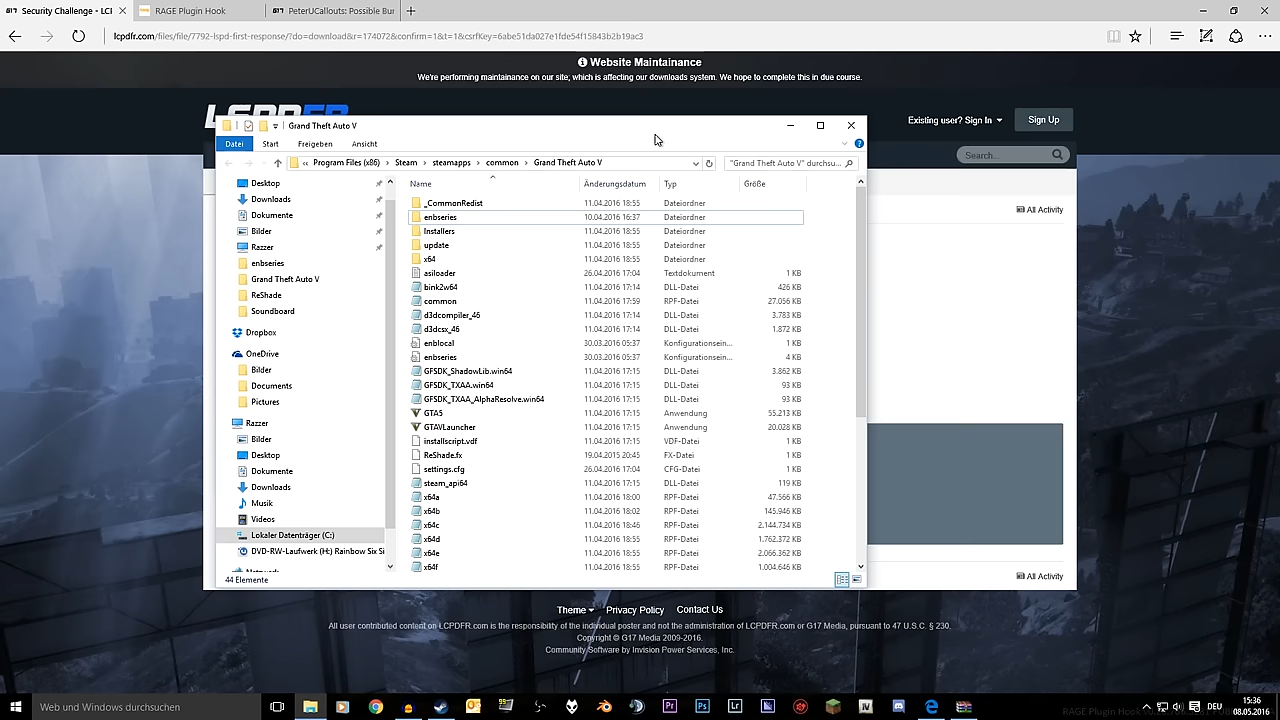 Security Challenge - LCI
RAGE Plugin Hook
PeterUCallouts: Possible Bur
lcpdfr.com/files/file/7792-lspd-first-response/?do=download&r=174072&confirm=1&t=1&csrfKey=6abe51da027e1fde54f15843b2b19ac3
Website Maintainance
We're performing maintainance on our site, which is affecting our downloads system. We hope to complete this in due course.
LCPDFR
Existing user? Sign In
Sign Up
Search...
All Activity
Grand Theft Auto V
Datei Start Freigeben Ansicht
« Program Files (x86) › Steam › steamapps › common › Grand Theft Auto V
"Grand Theft Auto V" durchsu...
Desktop
Downloads
Dokumente
Bilder
Razzer
enbseries
Grand Theft Auto V
ReShade
Soundboard
Dropbox
OneDrive
Bilder
Documents
Pictures
Razzer
Bilder
Desktop
Dokumente
Downloads
Musik
Videos
Lokaler Datenträger (C:)
DVD-RW-Laufwerk (H:) Rainbow Six Si
Name Änderungsdatum Typ Größe
_CommonRedist 11.04.2016 18:55 Dateiordner
enbseries 10.04.2016 16:37 Dateiordner
Installers 11.04.2016 18:55 Dateiordner
update 11.04.2016 18:55 Dateiordner
x64 11.04.2016 18:55 Dateiordner
asiloader 26.04.2016 17:04 Textdokument 1 KB
bink2w64 11.04.2016 17:14 DLL-Datei 426 KB
common 11.04.2016 17:59 RPF-Datei 27.056 KB
d3dcompiler_46 11.04.2016 17:14 DLL-Datei 3.783 KB
d3dcsx_46 11.04.2016 17:14 DLL-Datei 1.872 KB
enblocal 30.03.2016 05:37 Konfigurationsein... 1 KB
enbseries 30.03.2016 05:37 Konfigurationsein... 4 KB
GFSDK_ShadowLib.win64 11.04.2016 17:15 DLL-Datei 3.862 KB
GFSDK_TXAA.win64 11.04.2016 17:15 DLL-Datei 93 KB
GFSDK_TXAA_AlphaResolve.win64 11.04.2016 17:15 DLL-Datei 93 KB
GTA5 11.04.2016 17:15 Anwendung 55.213 KB
GTAVLauncher 11.04.2016 17:15 Anwendung 20.028 KB
installscript.vdf 11.04.2016 17:15 VDF-Datei 1 KB
ReShade.fx 19.04.2015 20:45 FX-Datei 1 KB
settings.cfg 26.04.2016 17:04 CFG-Datei 1 KB
steam_api64 11.04.2016 17:15 DLL-Datei 119 KB
x64a 11.04.2016 18:00 RPF-Datei 47.566 KB
x64b 11.04.2016 18:02 RPF-Datei 145.946 KB
x64c 11.04.2016 18:46 RPF-Datei 2.144.734 KB
x64d 11.04.2016 18:55 RPF-Datei 1.762.372 KB
x64e 11.04.2016 18:55 RPF-Datei 2.066.362 KB
x64f 11.04.2016 18:55 RPF-Datei 1.004.646 KB
44 Elemente
All Activity
Theme Privacy Policy Contact Us
All user contributed content on LCPDFR.com is the responsibility of the individual poster and not the administration of LCPDFR.com or G17 Media, pursuant to 47 U.S.C. § 230.
Copyright © G17 Media 2009-2016.
Community Software by Invision Power Services, Inc.
Web und Windows durchsuchen
DEU
15:36
08.05.2016
RAGE Plugin Hook